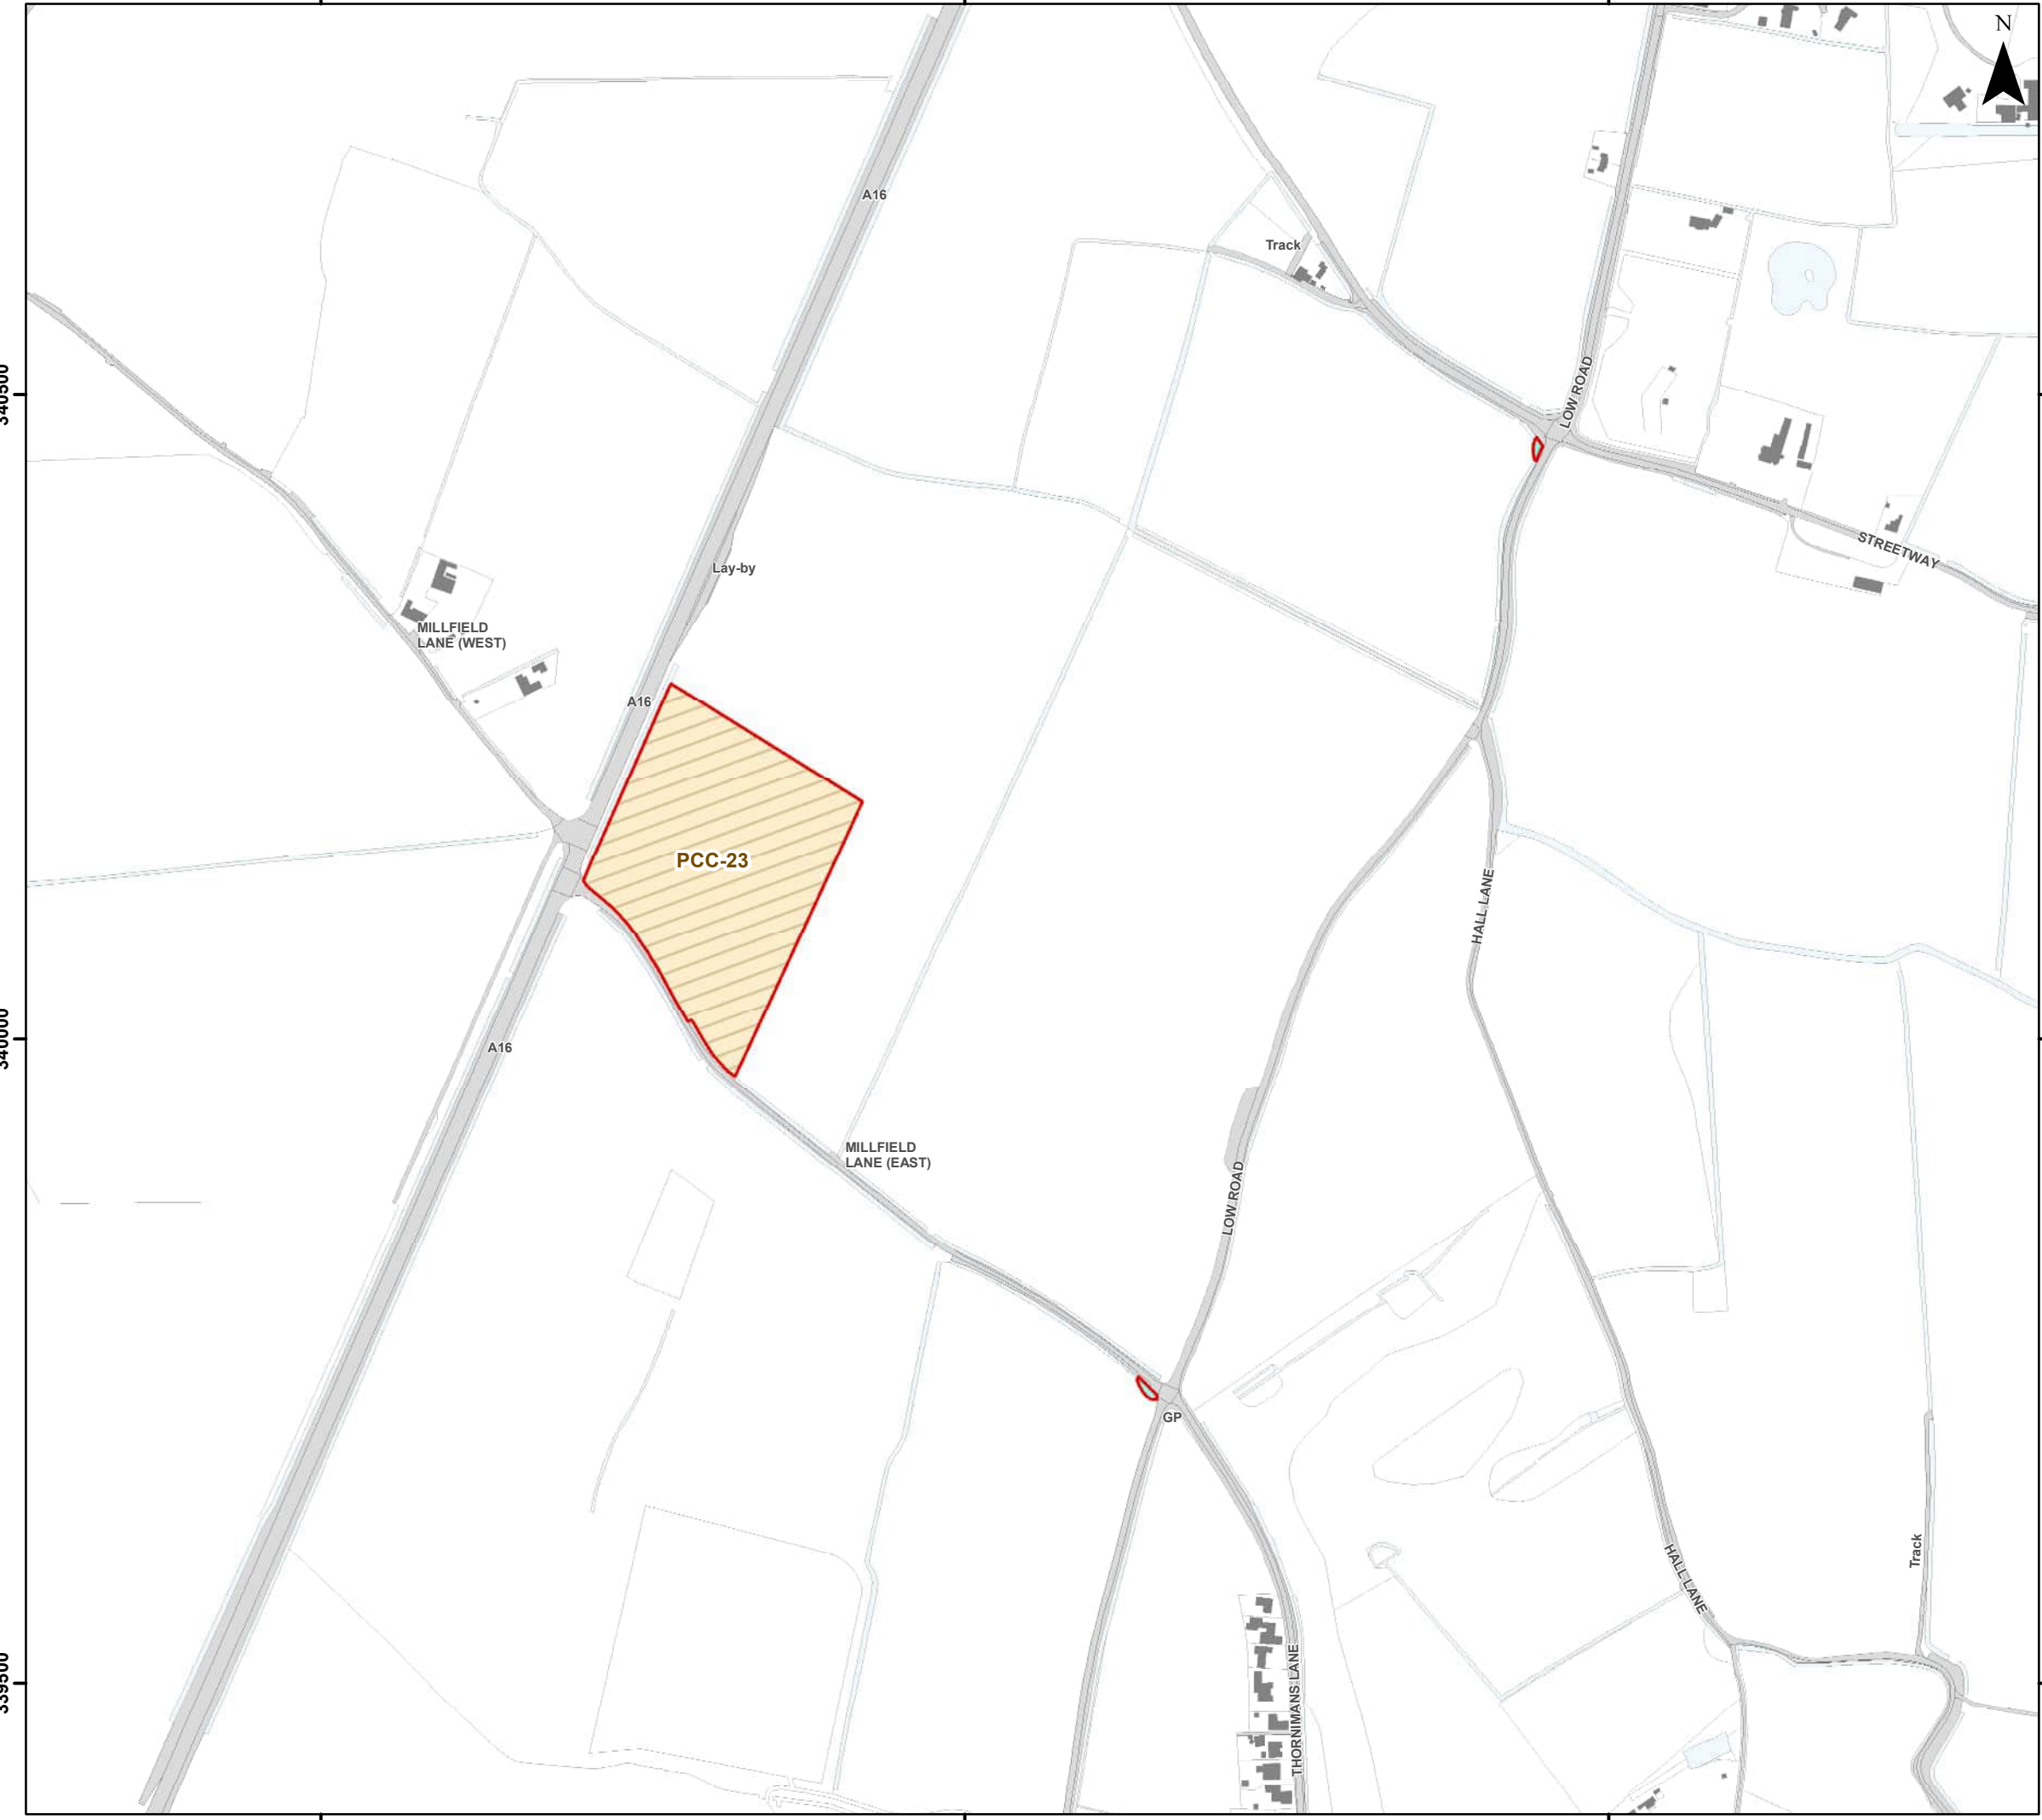 N
A16
Track
340500
LOW ROAD
STREETWAY
Lay-by
MILLFIELD
LANE (WEST)
A16
PCC-23
HALL LANE
340000
A16
MILLFIELD
LANE (EAST)
LOW ROAD
GP
Track
HALL LANE
339500
THORNIMANS LANE